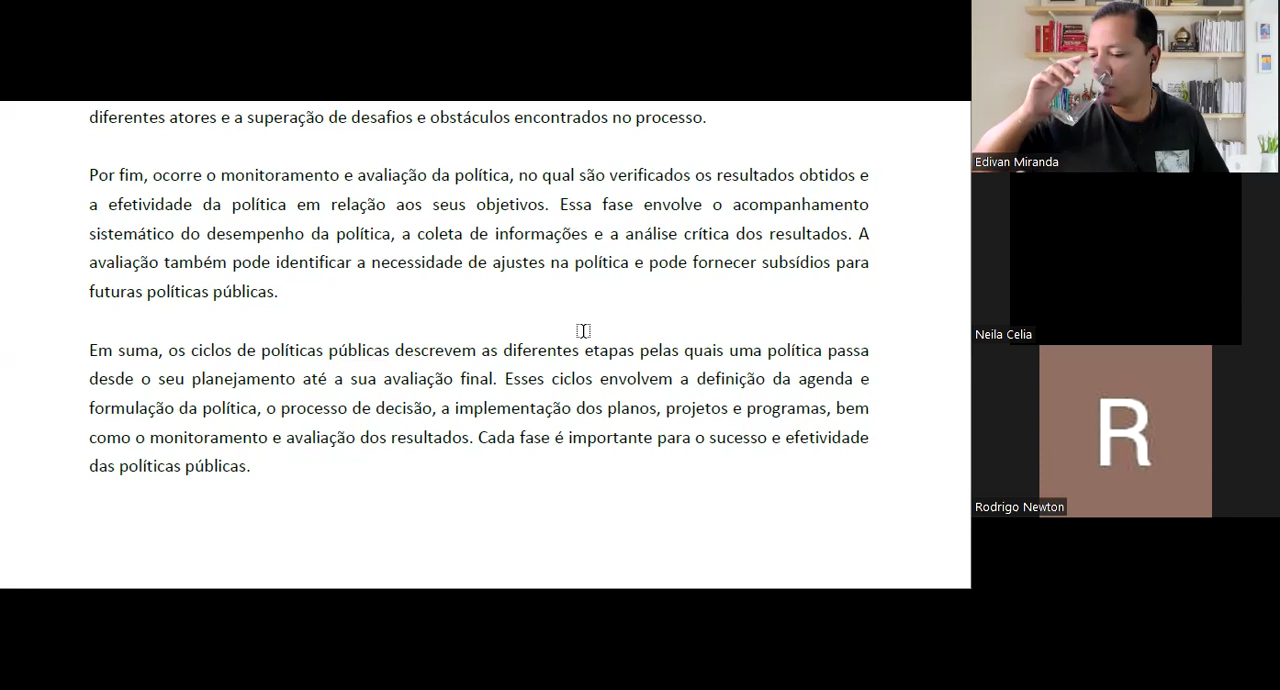 diferentes atores e a superação de desafios e obstáculos encontrados no processo.
Por fim, ocorre o monitoramento e avaliação da política, no qual são verificados os resultados obtidos e
a efetividade da política em relação aos seus objetivos. Essa fase envolve o acompanhamento
sistemático do desempenho da política, a coleta de informações e a análise crítica dos resultados. A
avaliação também pode identificar a necessidade de ajustes na política e pode fornecer subsídios para
futuras políticas públicas.
Em suma, os ciclos de políticas públicas descrevem as diferentes etapas pelas quais uma política passa
desde o seu planejamento até a sua avaliação final. Esses ciclos envolvem a definição da agenda e
formulação da política, o processo de decisão, a implementação dos planos, projetos e programas, bem
como o monitoramento e avaliação dos resultados. Cada fase é importante para o sucesso e efetividade
das políticas públicas.
Edivan Miranda
Neila Celia
R
Rodrigo Newton